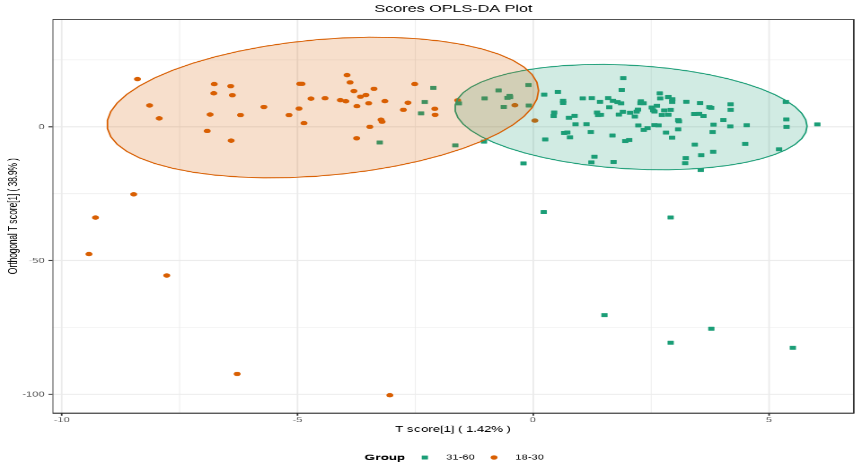 Scores OPLS-DA Plot
Orthogonal T score[1] ( 38.9% )
0
-50
-100
-10
-5
0
5
T score[1] ( 1.42% )
Group 31-60 18-30